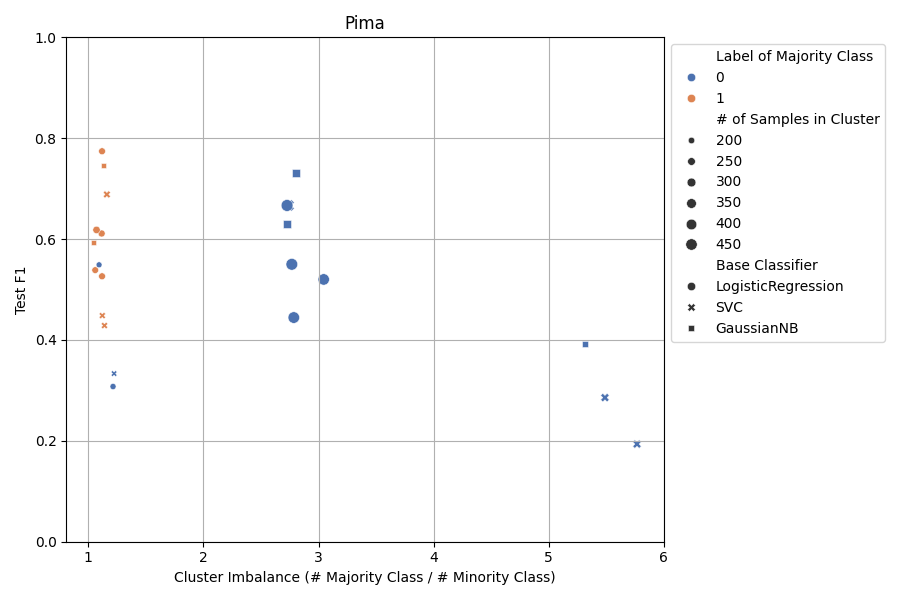 Pima
1.0
0.8
0.6
0.4
0.2
0.0
Test F1
1
2
3
4
5
6
Cluster Imbalance (# Majority Class / # Minority Class)
Label of Majority Class
0
1
# of Samples in Cluster
200
250
300
350
400
450
Base Classifier
LogisticRegression
SVC
GaussianNB